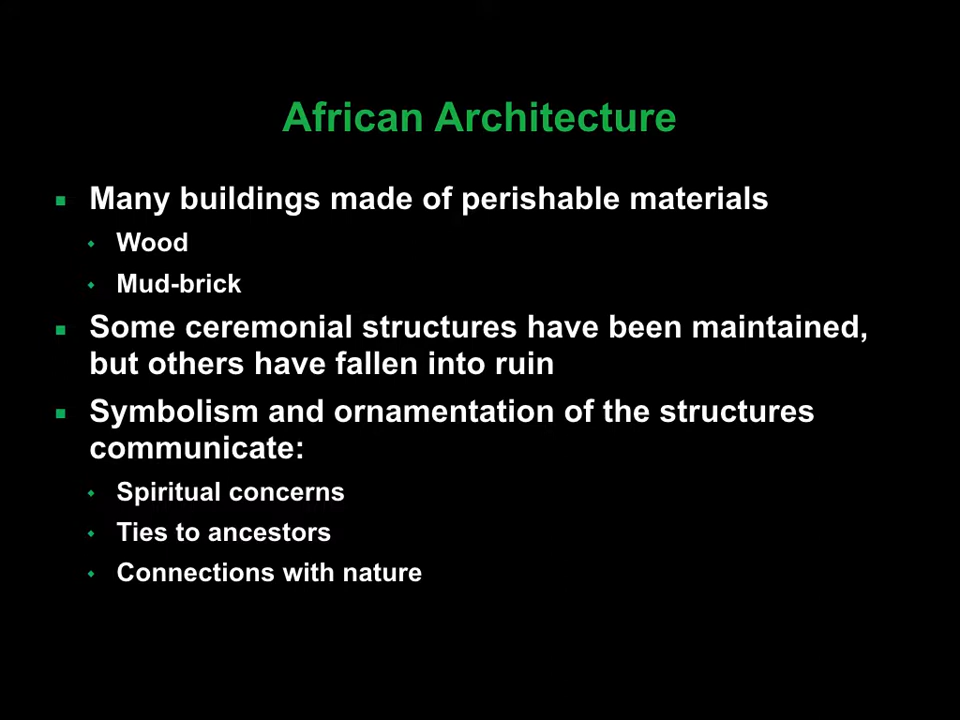 African Architecture
Many buildings made of perishable materials
Wood
Mud-brick
Some ceremonial structures have been maintained,
but others have fallen into ruin
Symbolism and ornamentation of the structures
communicate:
Spiritual concerns
Ties to ancestors
Connections with nature